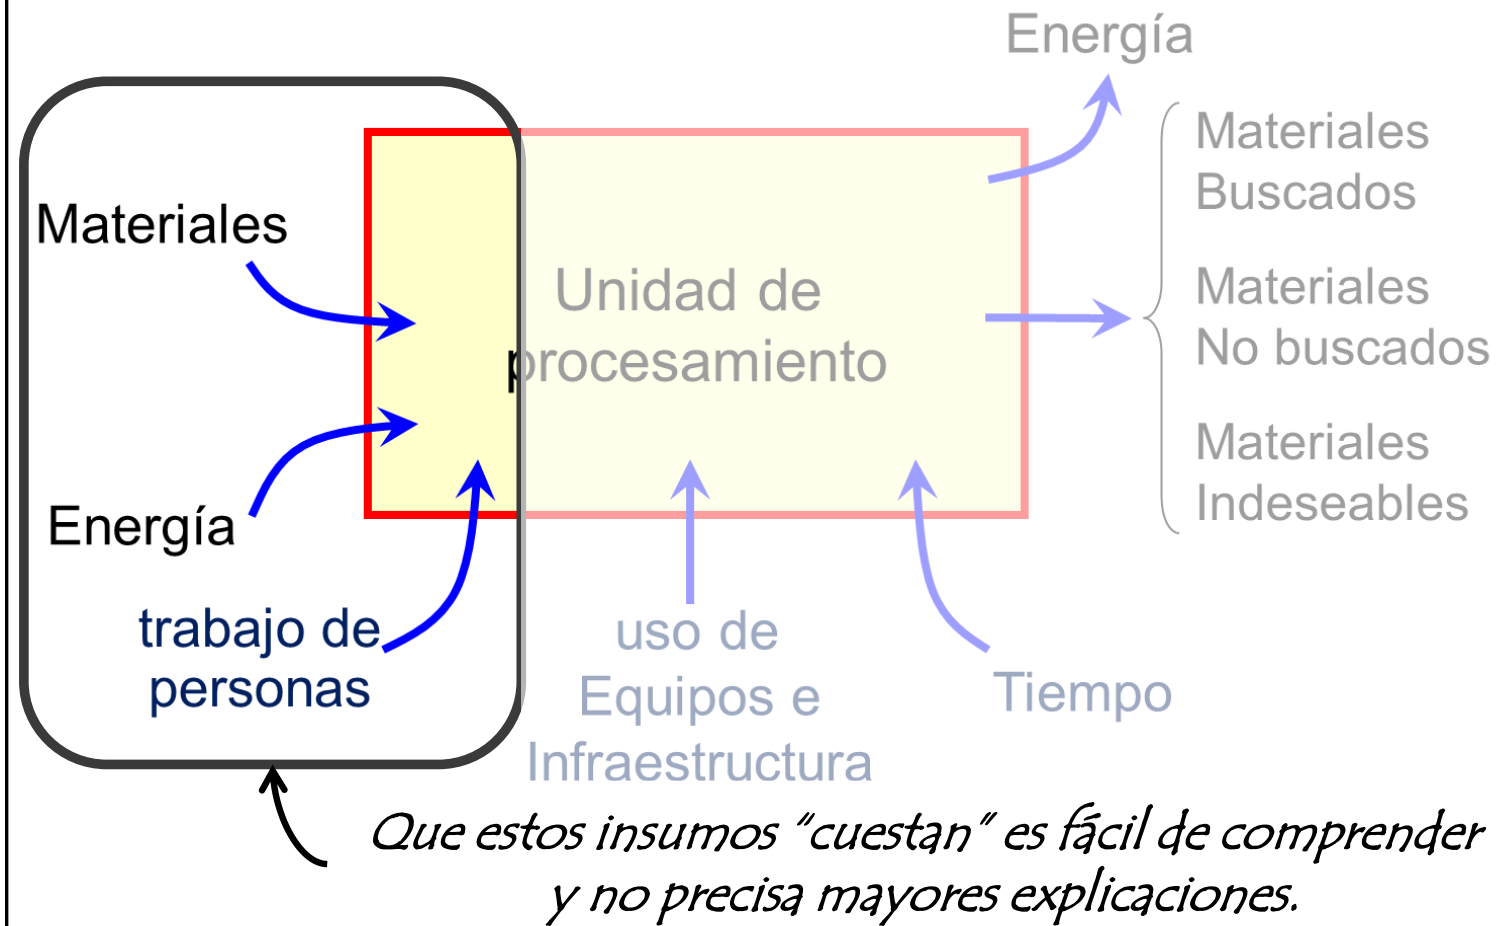 Energía
Materiales
Buscados
Materiales
No buscados
Materiales
Indeseables
Materiales
Unidad de
procesamiento
Energía
trabajo de
personas
uso de
Equipos e
Infraestructura
Tiempo
Que estos insumos “cuestan” es fácil de comprender
y no precisa mayores explicaciones.